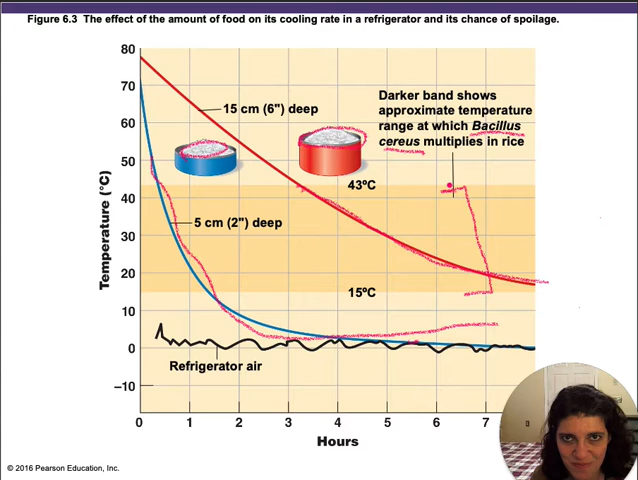 Figure 6.3 The effect of the amount of food on its cooling rate in a refrigerator and its chance of spoilage.
80
70
60
50
40
30
20
10
0
–10
Temperature (°C)
15 cm (6") deep
5 cm (2") deep
Darker band shows
approximate temperature
range at which Bacillus
cereus multiplies in rice
43ºC
15ºC
Refrigerator air
0 1 2 3 4 5 6 7
Hours
© 2016 Pearson Education, Inc.